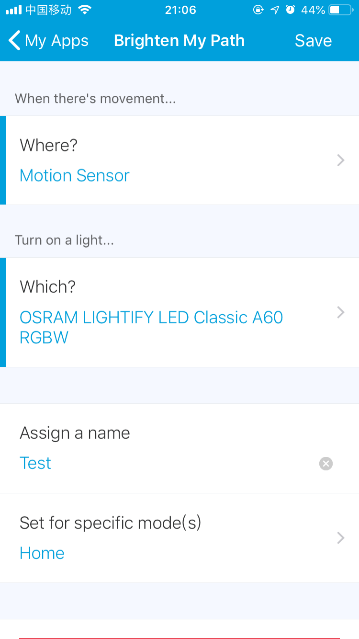 中国移动 21:06 44%
My Apps Brighten My Path Save
When there's movement...
Where?
Motion Sensor
Turn on a light...
Which?
OSRAM LIGHTIFY LED Classic A60
RGBW
Assign a name
Test
Set for specific mode(s)
Home